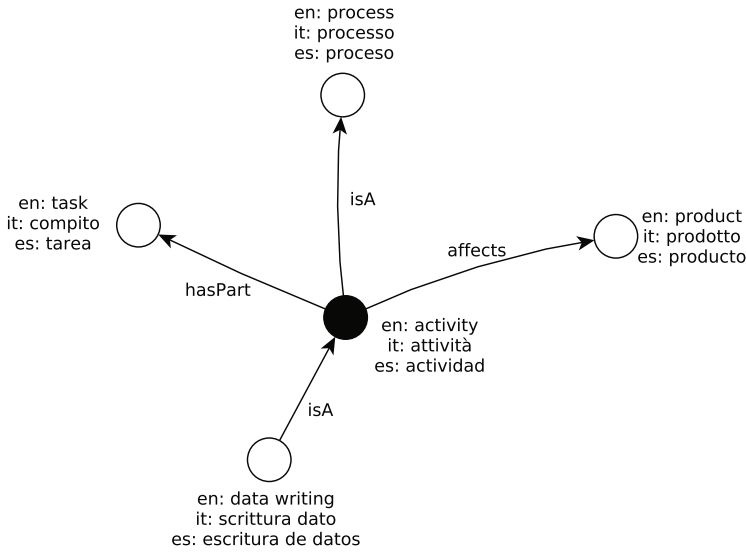 en: process
it: processo
es: proceso
isA
en: task
it: compito
es: tarea
en: product
it: prodotto
es: producto
affects
hasPart
en: activity
it: attività
es: actividad
isA
en: data writing
it: scrittura dato
es: escritura de datos